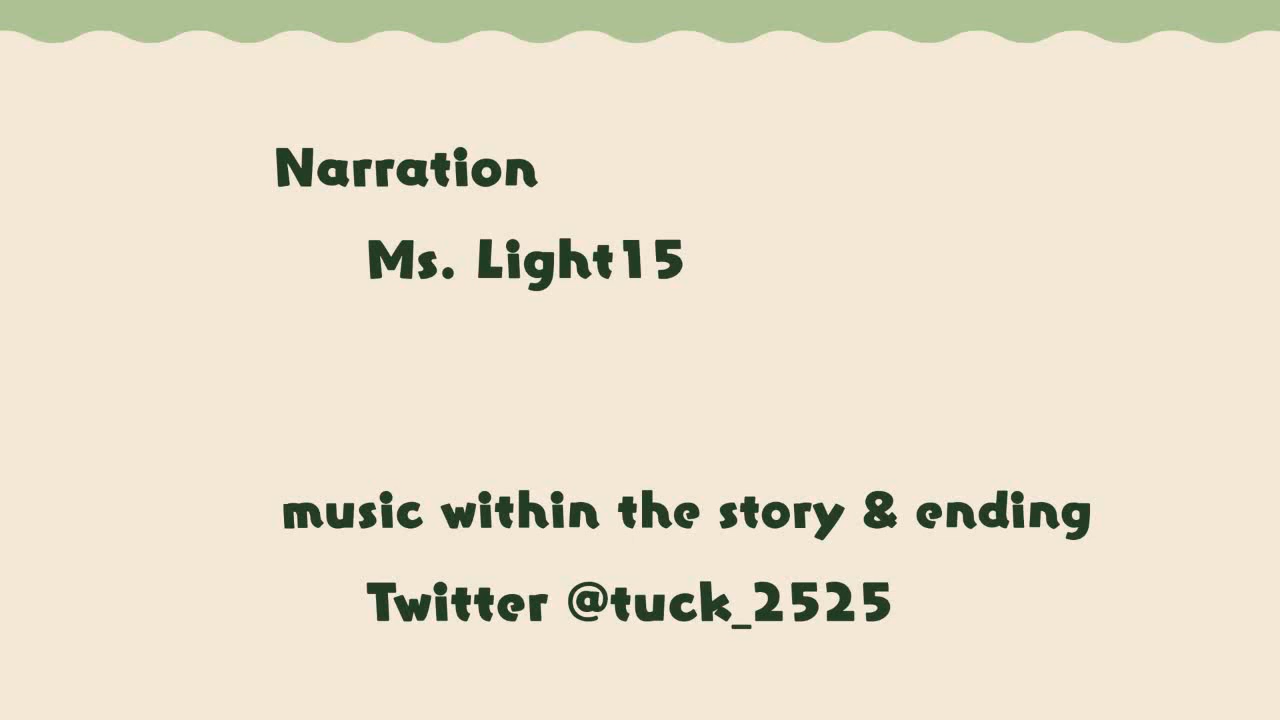 Narration
Ms. Light15
music within the story & ending
Twitter @tuck_2525